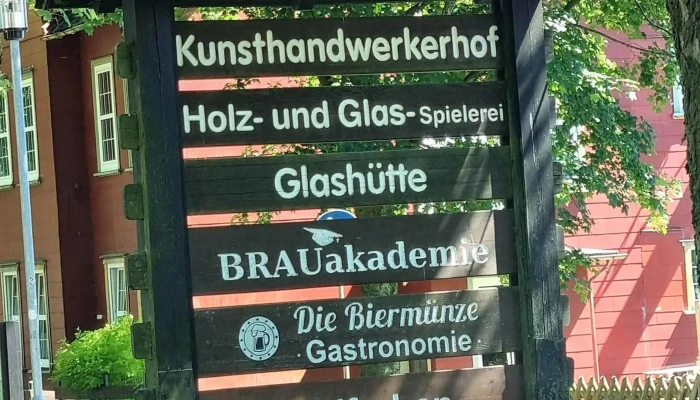 Kunsthandwerkerhof
Holz- und Glas-Spielerei
Glashütte
BRAUakademie
Die Biermünze
· Gastronomie ·